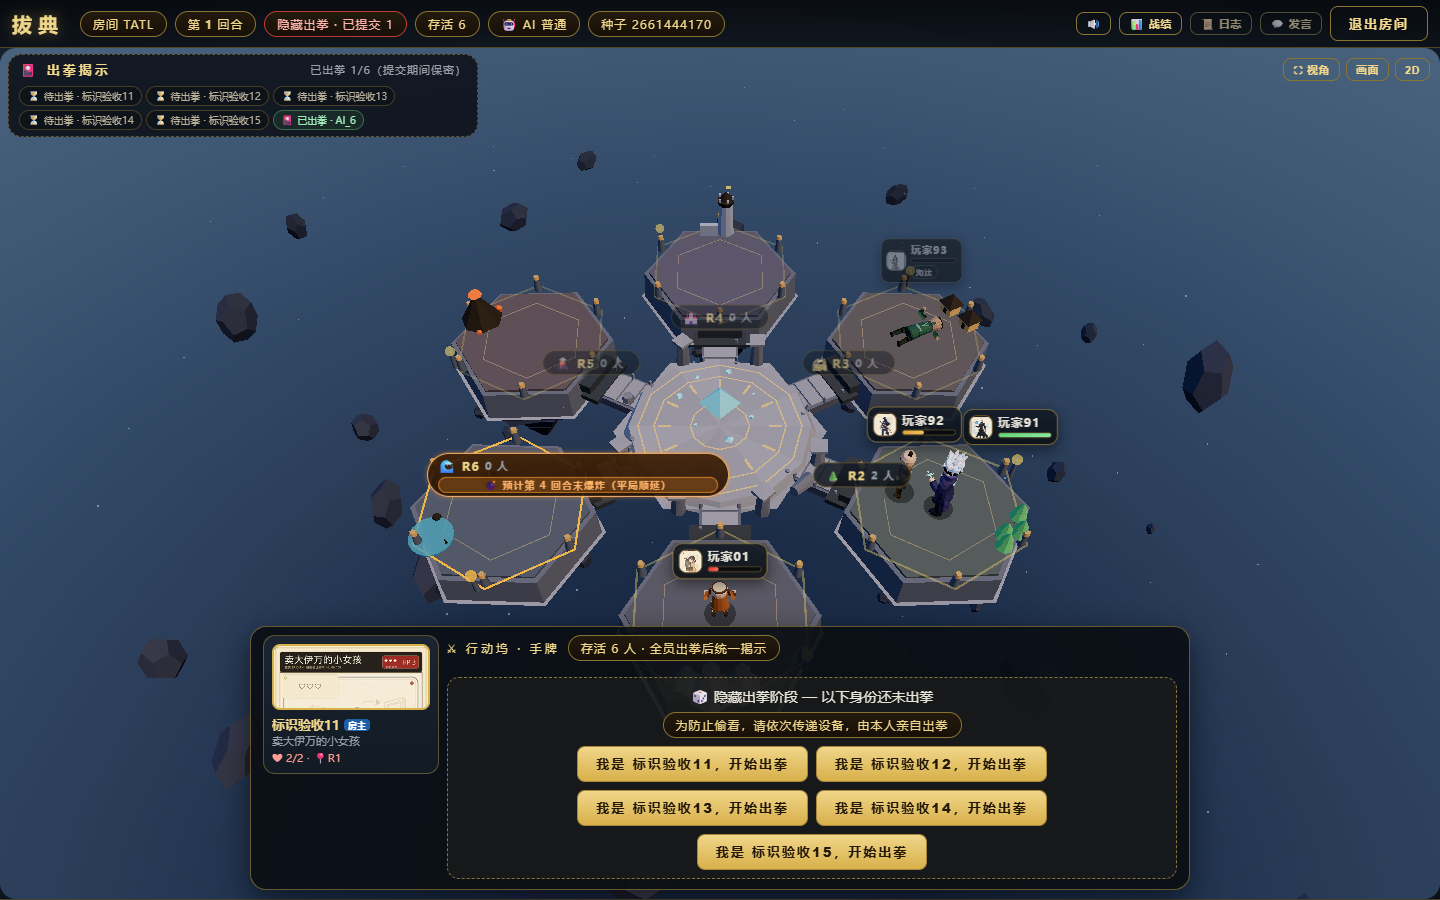 拔典
房间 TATL
第 1 回合
隐藏出拳 · 已提交 1
存活 6
AI 普通
种子 2661444170
战绩
日志
发言
退出房间
出拳揭示
已出拳 1/6（提交期间保密）
待出拳 · 标识验收11
待出拳 · 标识验收12
待出拳 · 标识验收13
待出拳 · 标识验收14
待出拳 · 标识验收15
已出拳 · AI_6
视角
画面
2D
玩家93
淘汰
R4 0 人
R5 0 人
R3 0 人
玩家92
玩家91
R6 0 人
预计第 4 回合末爆炸（平局顺延）
R2 2 人
玩家01
卖大伊万的小女孩
HP 2
标识验收11 房主
卖大伊万的小女孩
2/2 · R1
行动坞 · 手牌
存活 6 人 · 全员出拳后统一揭示
隐藏出拳阶段 — 以下身份还未出拳
为防止偷看，请依次传递设备，由本人亲自出拳
我是 标识验收11，开始出拳
我是 标识验收12，开始出拳
我是 标识验收13，开始出拳
我是 标识验收14，开始出拳
我是 标识验收15，开始出拳